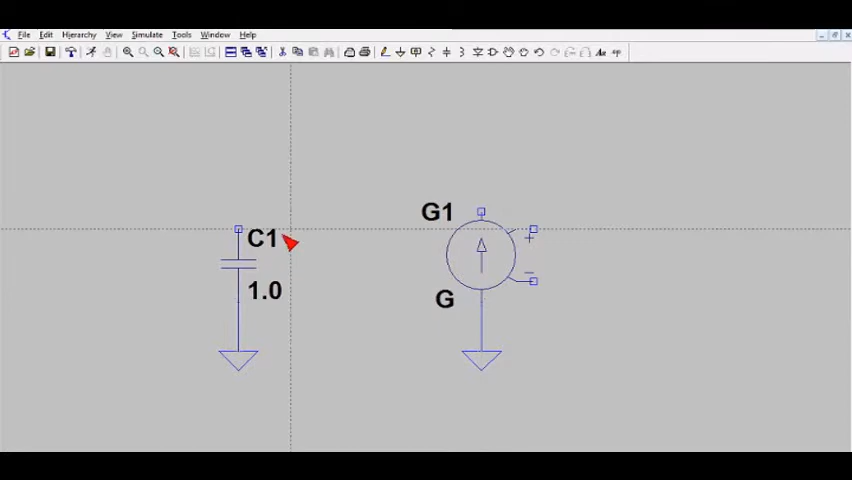 File Edit Hierarchy View Simulate Tools Window Help
G1
C1
+
1.0
−
G